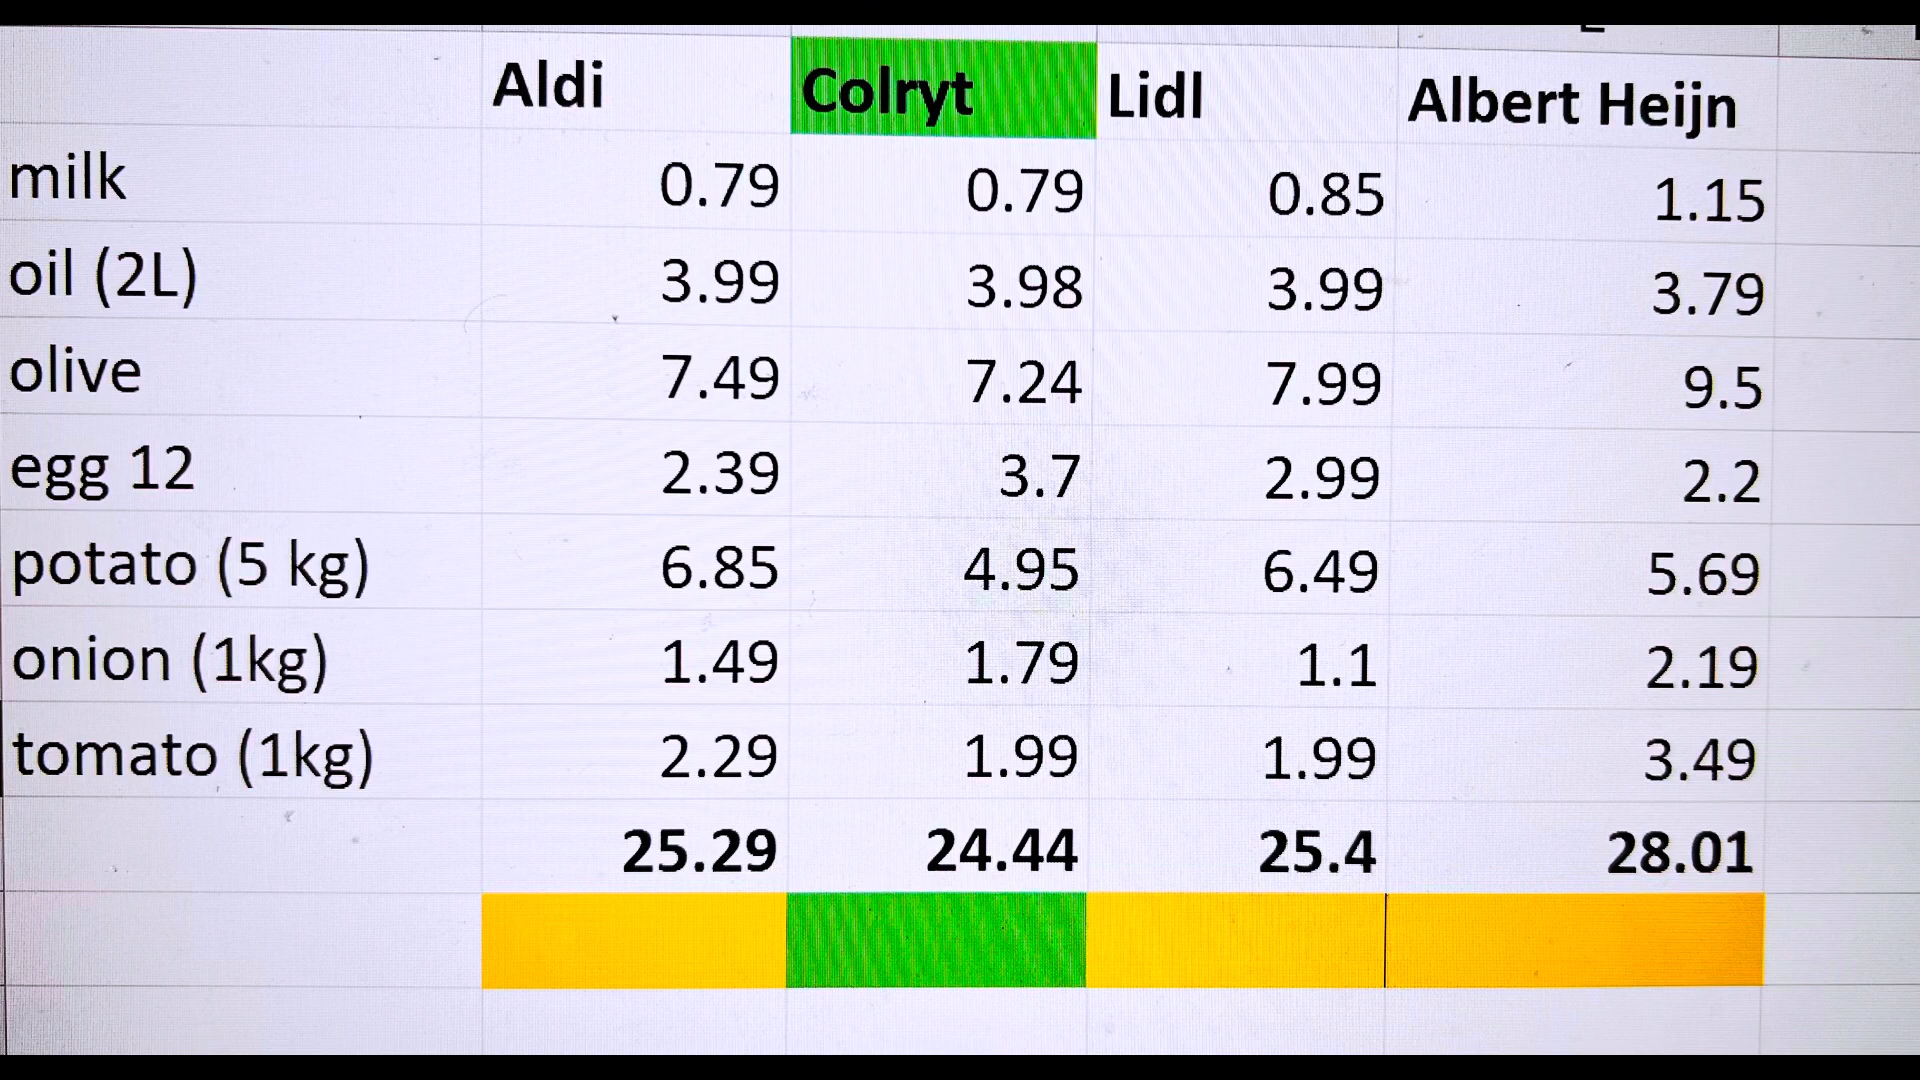 Aldi Colryt Lidl Albert Heijn
milk 0.79 0.79 0.85 1.15
oil (2L) 3.99 3.98 3.99 3.79
olive 7.49 7.24 7.99 9.5
egg 12 2.39 3.7 2.99 2.2
potato (5 kg) 6.85 4.95 6.49 5.69
onion (1kg) 1.49 1.79 1.1 2.19
tomato (1kg) 2.29 1.99 1.99 3.49
25.29 24.44 25.4 28.01